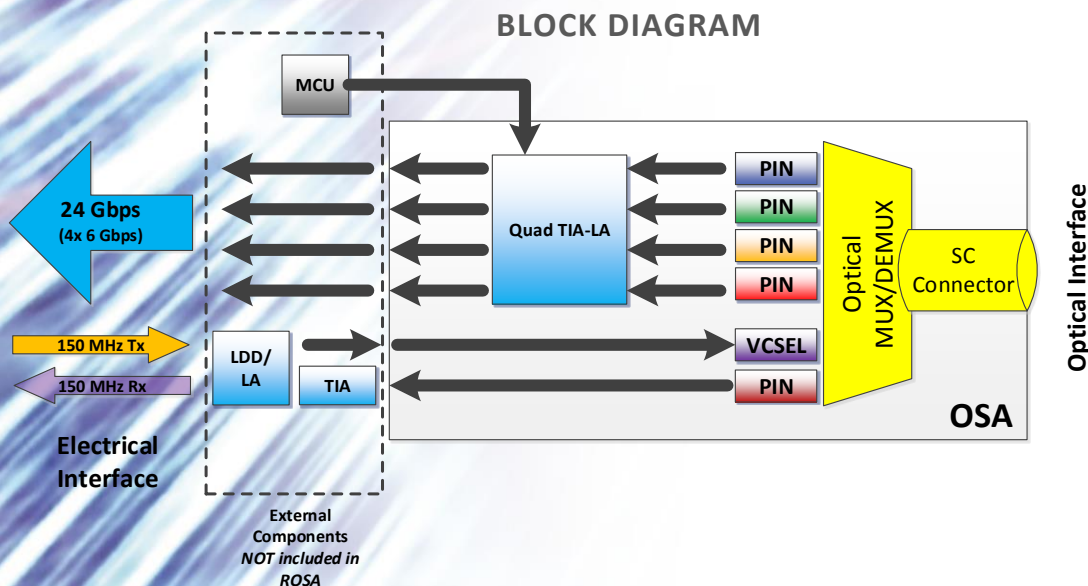 BLOCK DIAGRAM
MCU
24 Gbps
(4x 6 Gbps)
Quad TIA-LA
PIN
PIN
PIN
PIN
Optical
MUX/DEMUX
SC
Connector
Optical Interface
150 MHz Tx
150 MHz Rx
LDD/
LA
TIA
VCSEL
PIN
OSA
Electrical
Interface
External
Components
NOT included in
ROSA